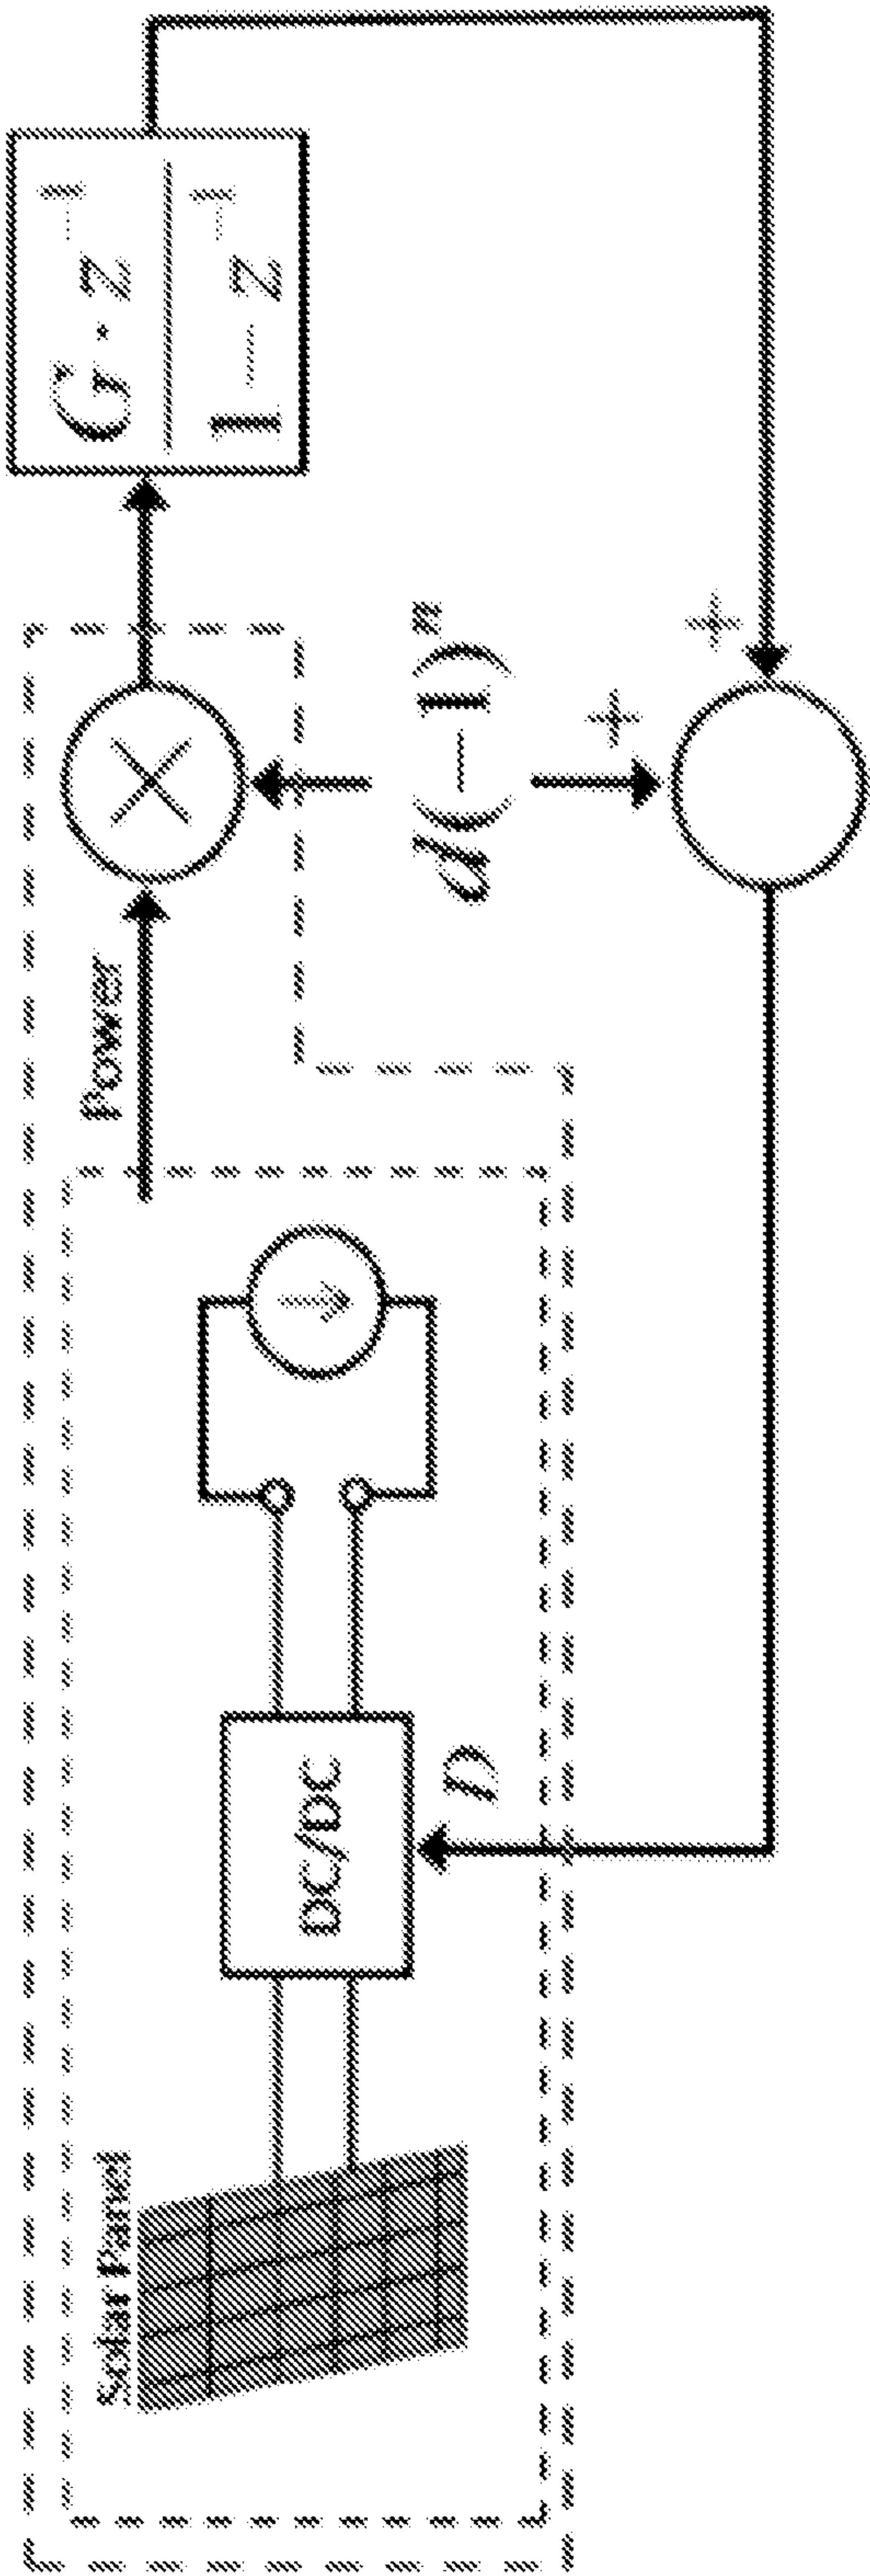 Solar Panel
DC/DC
D
Power
d(−1)ⁿ
+
+
G · z⁻¹
1 − z⁻¹